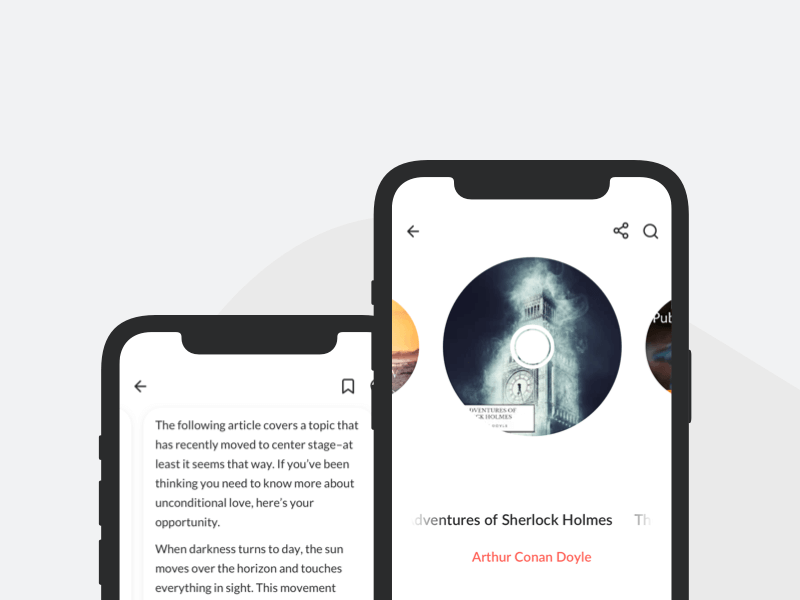 The following article covers a topic that
has recently moved to center stage–at
least it seems that way. If you've been
thinking you need to know more about
unconditional love, here's your
opportunity.
When darkness turns to day, the sun
moves over the horizon and touches
everything in sight. This movement
Pub
DVENTURES OF
CK HOLMES
DOYLE
dventures of Sherlock Holmes
Th
Arthur Conan Doyle